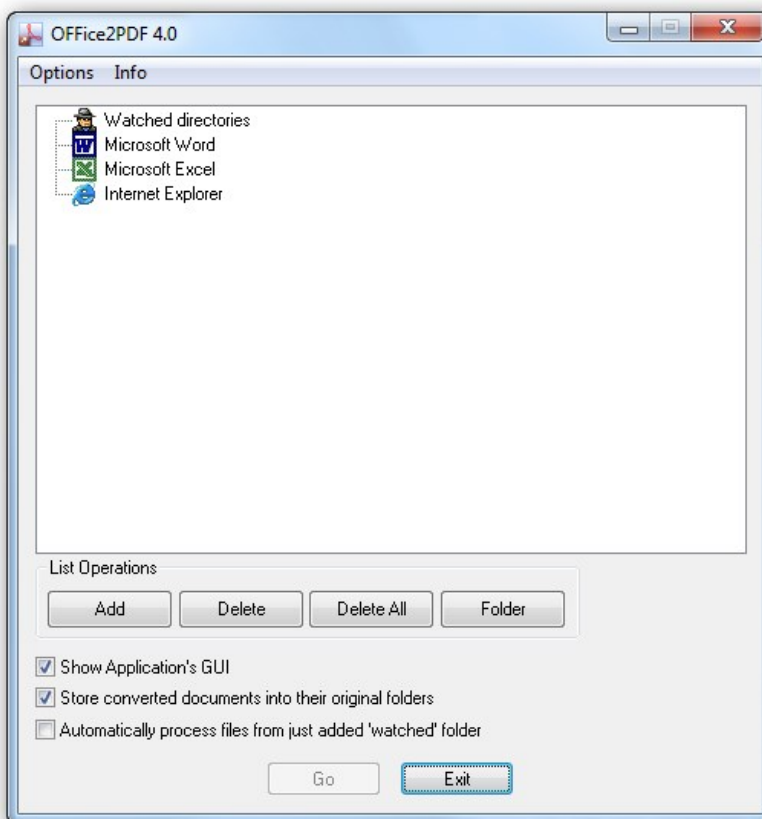 OFFice2PDF 4.0
Options Info
Watched directories
Microsoft Word
Microsoft Excel
Internet Explorer
List Operations
Add Delete Delete All Folder
Show Application's GUI
Store converted documents into their original folders
Automatically process files from just added 'watched' folder
Go Exit